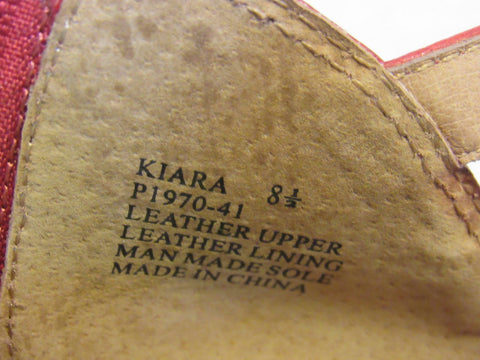 KIARA 8½
P1970-41
LEATHER UPPER
LEATHER LINING
MAN MADE SOLE
MADE IN CHINA